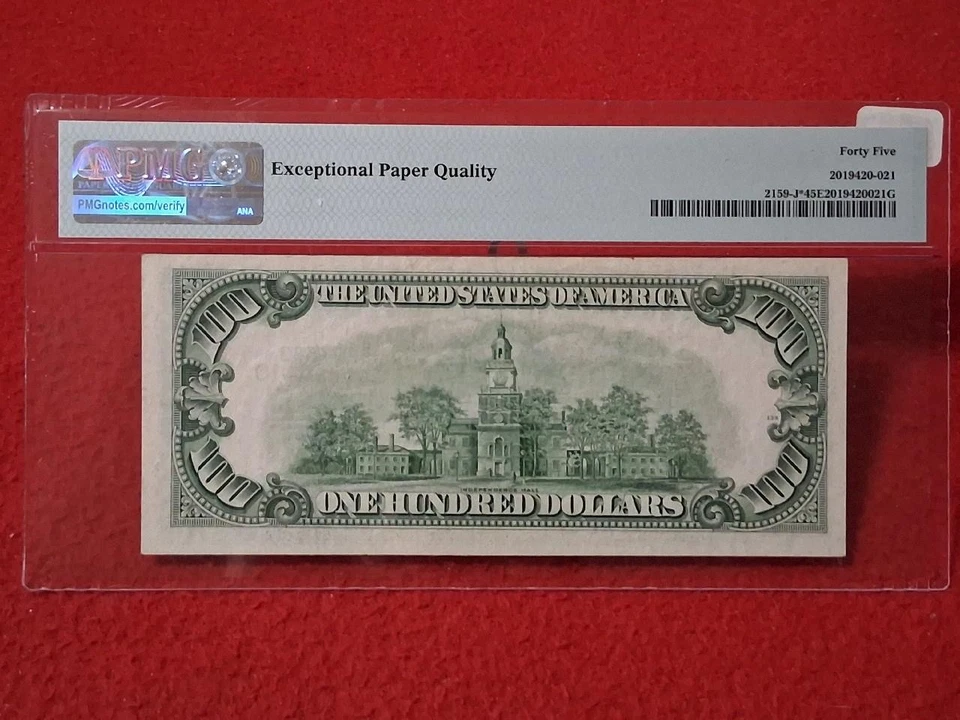 PMG
PMGnotes.com/verify
ANA
Exceptional Paper Quality
Forty Five
2019420-021
2159-J*45E2019420021G
THE UNITED STATES OF AMERICA
100
100
INDEPENDENCE HALL
100
100
ONE HUNDRED DOLLARS